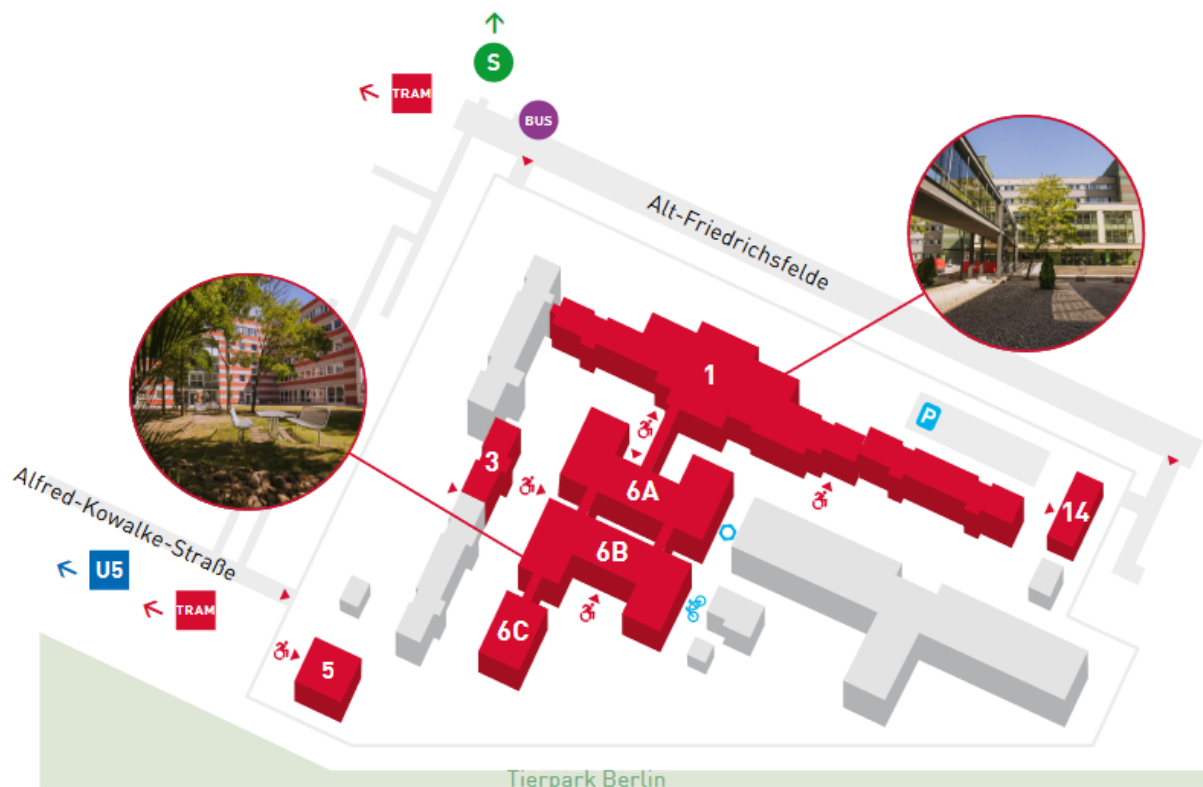 S
TRAM
BUS
Alt-Friedrichsfelde
1
P
3
6A
14
Alfred-Kowalke-Straße
6B
U5
TRAM
6C
5
Tierpark Berlin